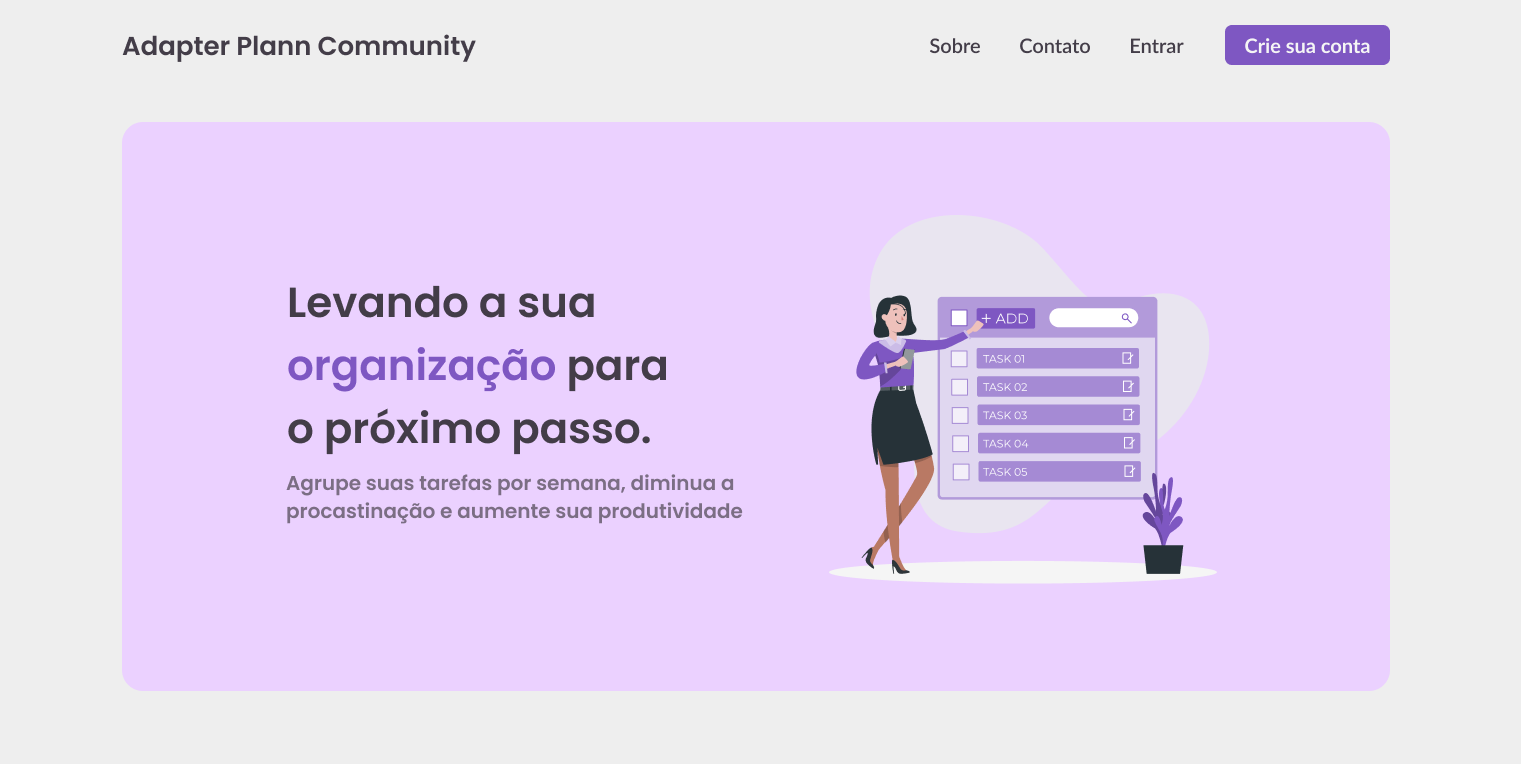 Adapter Plann Community
Sobre
Contato
Entrar
Crie sua conta
Levando a sua
organização para
o próximo passo.
Agrupe suas tarefas por semana, diminua a
procastinação e aumente sua produtividade
+ ADD
TASK 01
TASK 02
TASK 03
TASK 04
TASK 05